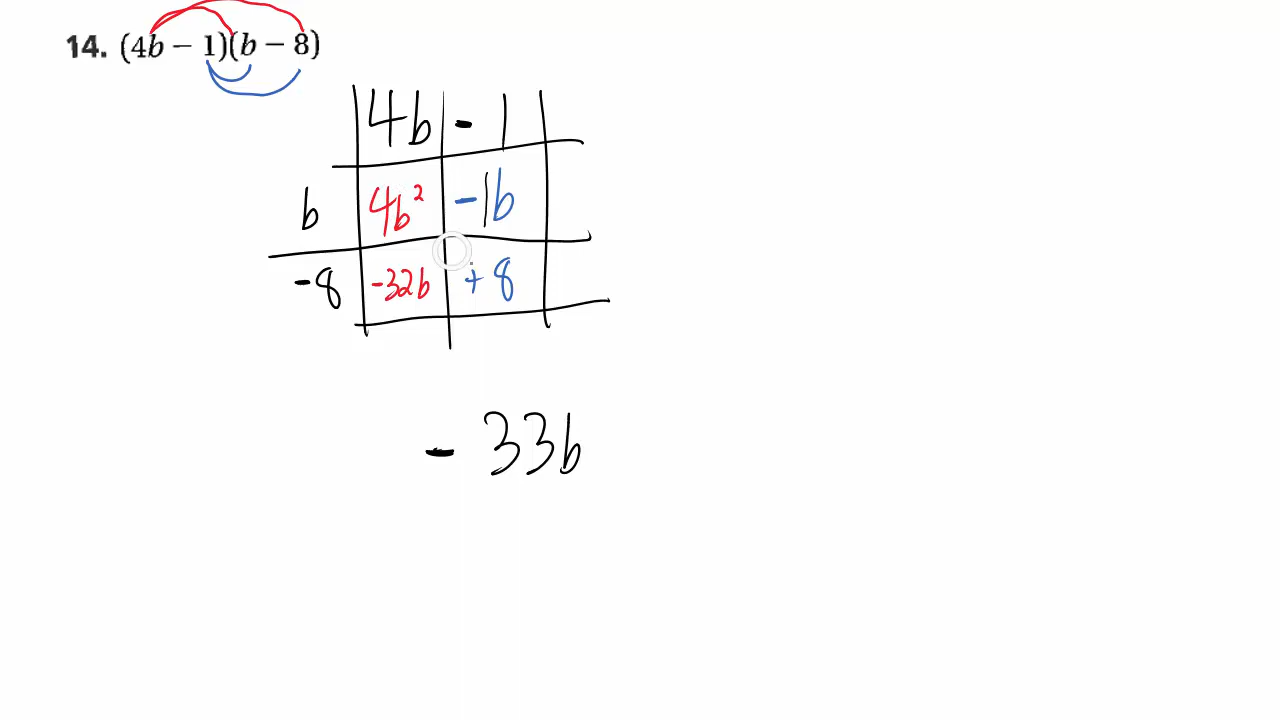 14. (4b − 1)(b − 8)
4b - 1
b 4b² -1b
-8 -32b +8
- 33b